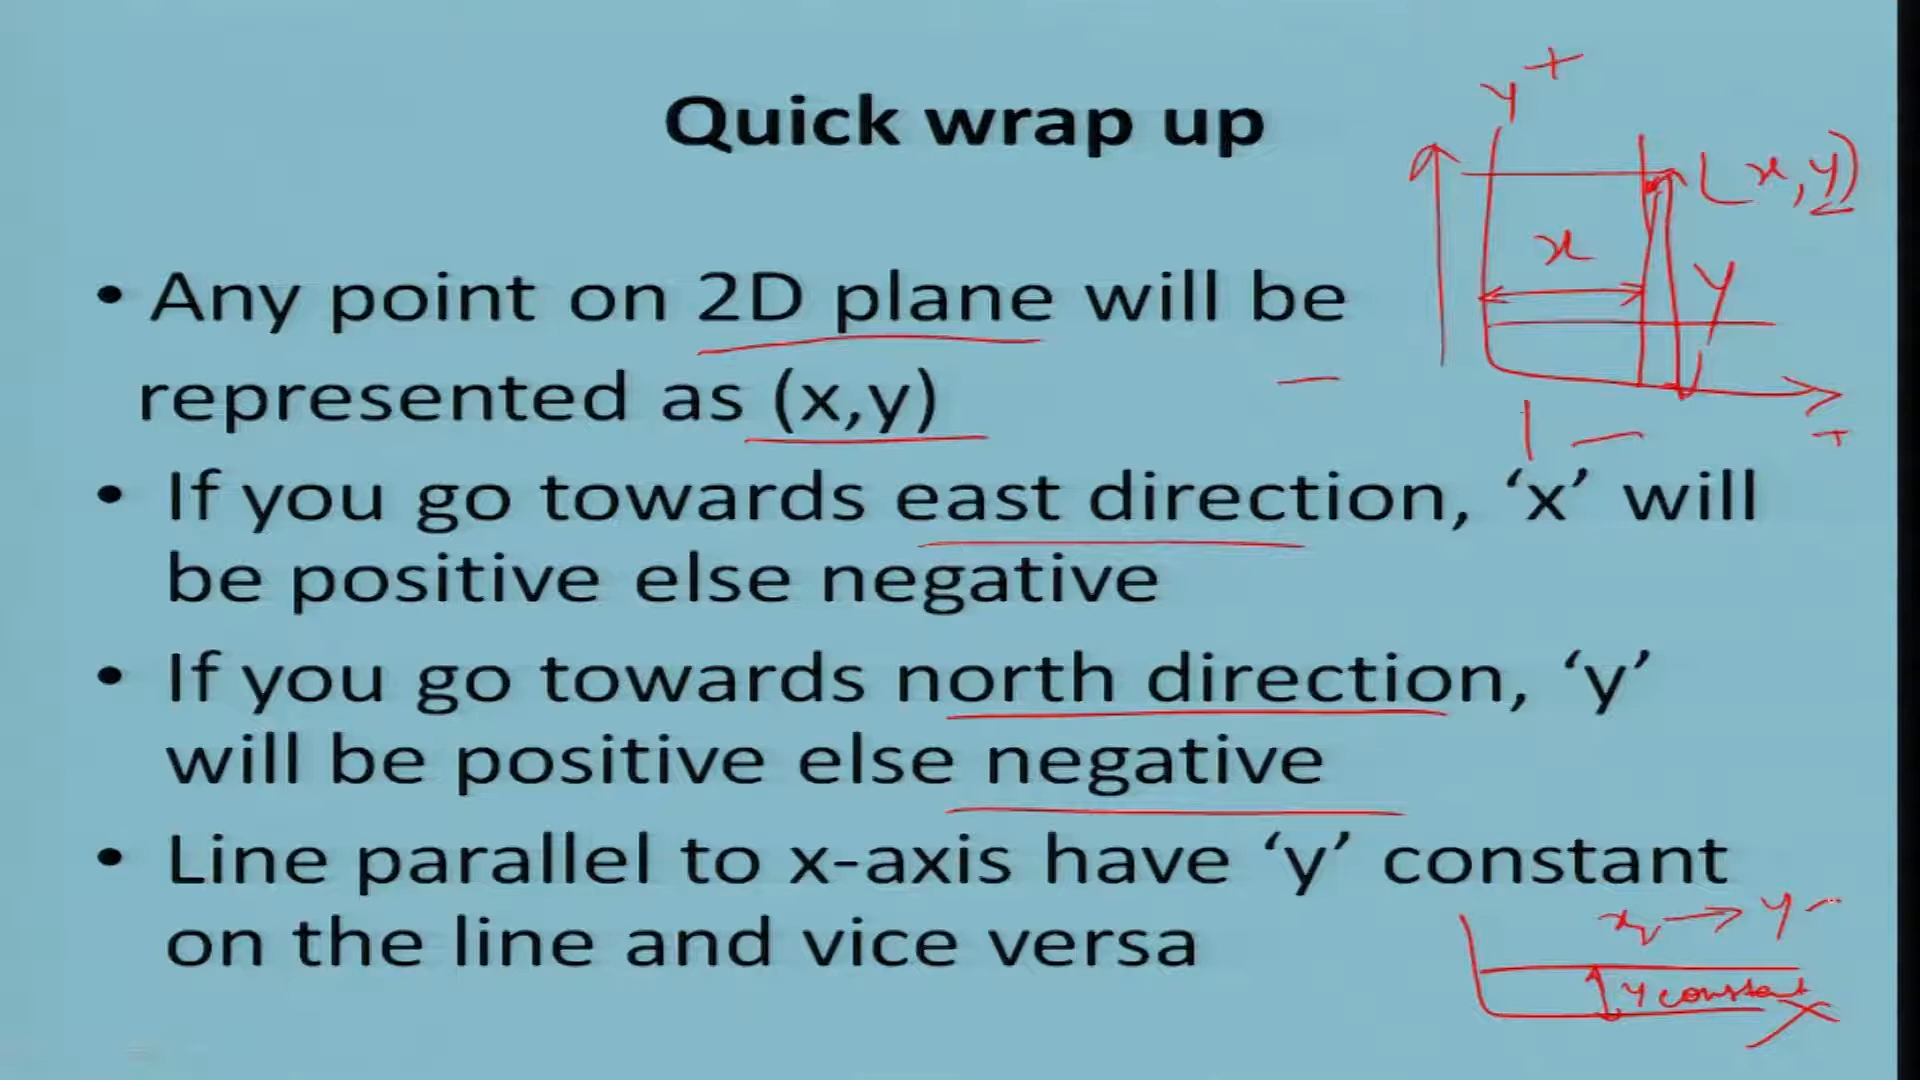 Quick wrap up
y +
(x,y)
x
y
• Any point on 2D plane will be
represented as (x,y)
+
• If you go towards east direction, ‘x’ will
be positive else negative
• If you go towards north direction, ‘y’
will be positive else negative
• Line parallel to x-axis have ‘y’ constant
on the line and vice versa
x → y -
y constant
x